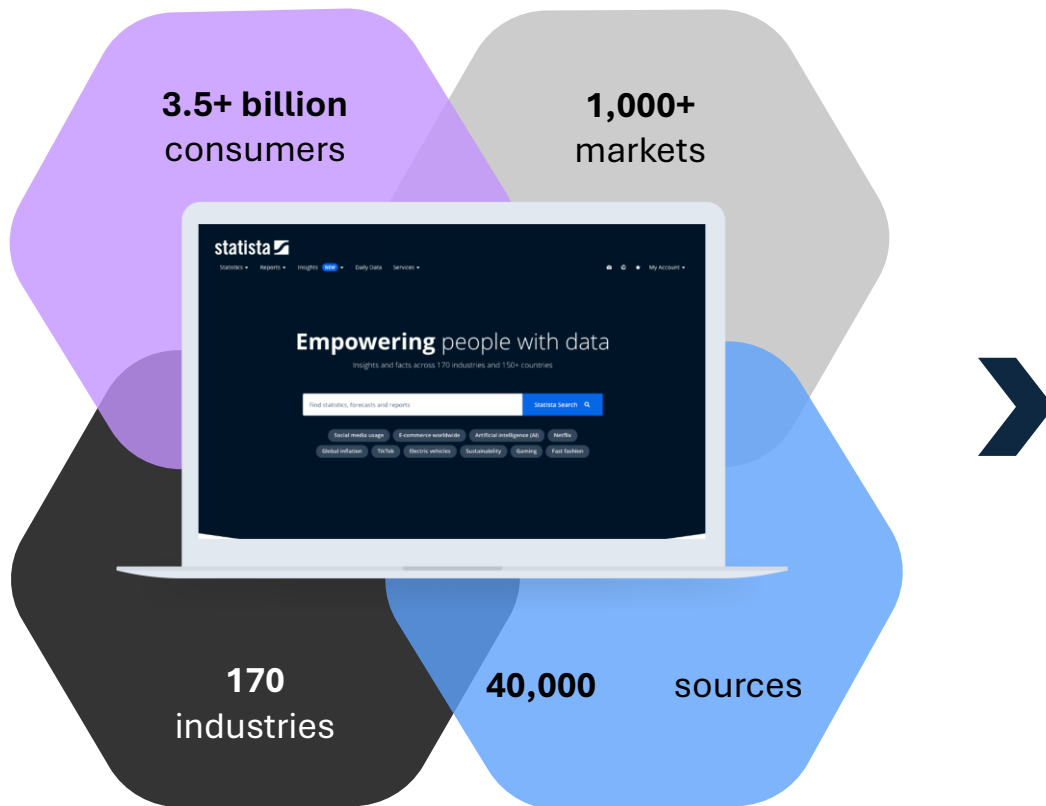 3.5+ billion
consumers
1,000+
markets
statista
Statistics Reports Insights NEW Daily Data Services My Account
Empowering people with data
Insights and facts across 170 industries and 150+ countries
Find statistics, forecasts and reports Statista Search
Social media usage E-commerce worldwide Artificial intelligence (AI) Netflix
Global inflation TikTok Electric vehicles Sustainability Gaming Fast fashion
170
industries
40,000 sources